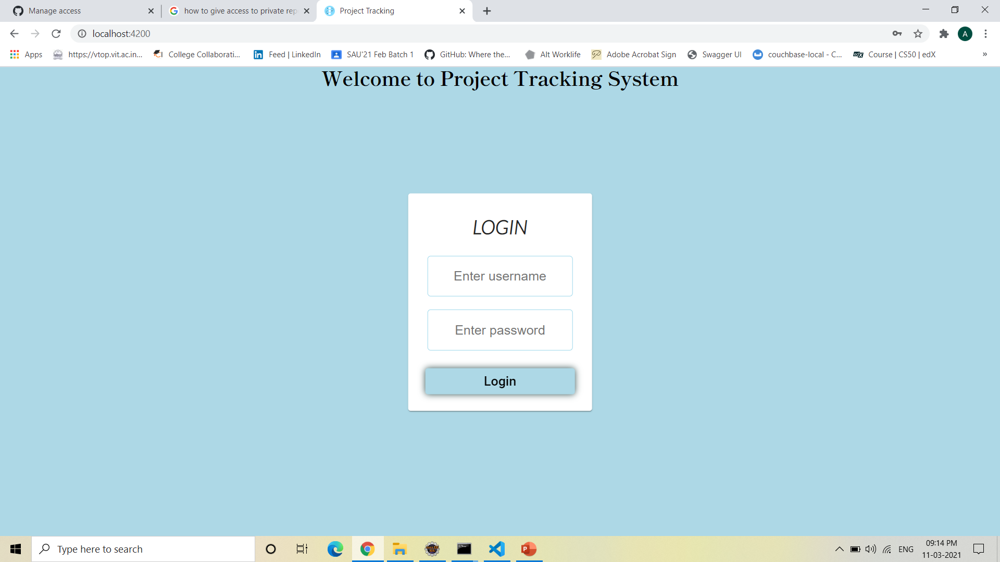 Manage access
how to give access to private rep
Project Tracking
localhost:4200
A
Apps
https://vtop.vit.ac.in...
College Collaborati...
Feed | LinkedIn
SAU'21 Feb Batch 1
GitHub: Where the...
Alt Worklife
Adobe Acrobat Sign
Swagger UI
couchbase-local - C...
Course | CS50 | edX
»
Welcome to Project Tracking System
LOGIN
Enter username
Enter password
Login
Type here to search
ENG
09:14 PM
11-03-2021